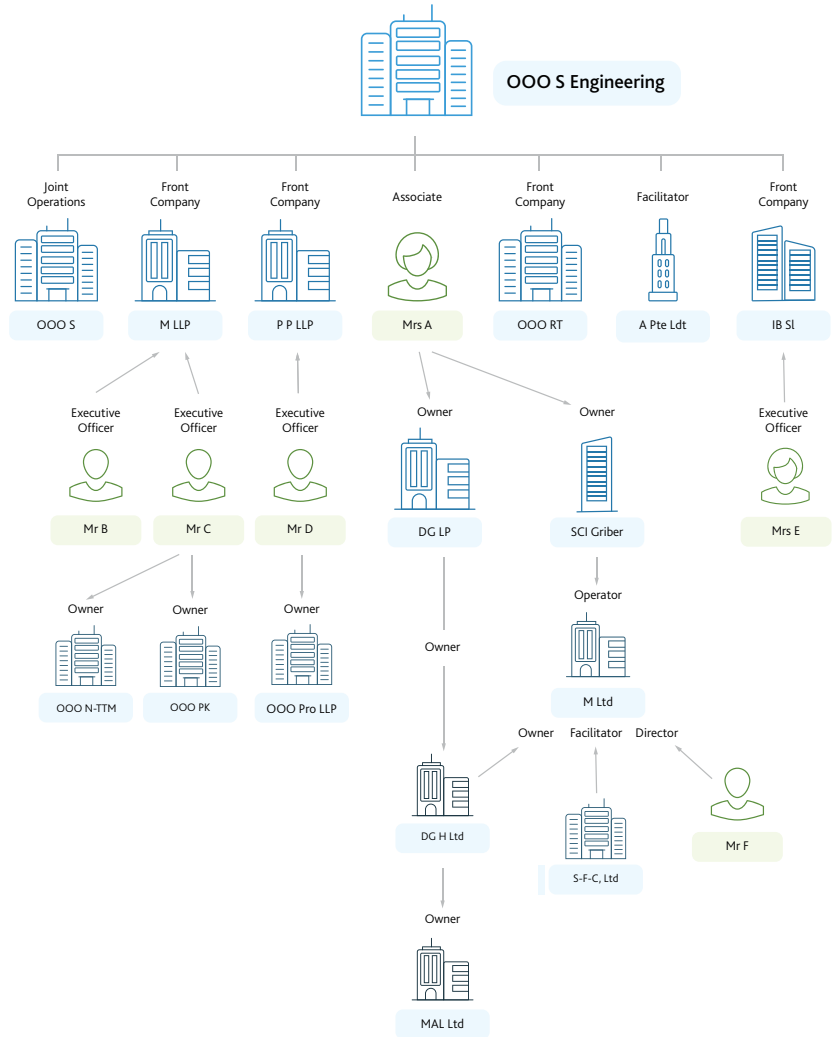 OOO S Engineering
Joint
Operations
Front
Company
Front
Company
Associate
Front
Company
Facilitator
Front
Company
OOO S
M LLP
P P LLP
Mrs A
OOO RT
A Pte Ldt
IB Sl
Executive
Officer
Executive
Officer
Executive
Officer
Owner
Owner
Executive
Officer
Mr B
Mr C
Mr D
DG LP
SCI Griber
Mrs E
Owner
Owner
Owner
Operator
OOO N-TTM
OOO PK
OOO Pro LLP
Owner
M Ltd
Owner
Facilitator
Director
DG H Ltd
S-F-C, Ltd
Mr F
Owner
MAL Ltd